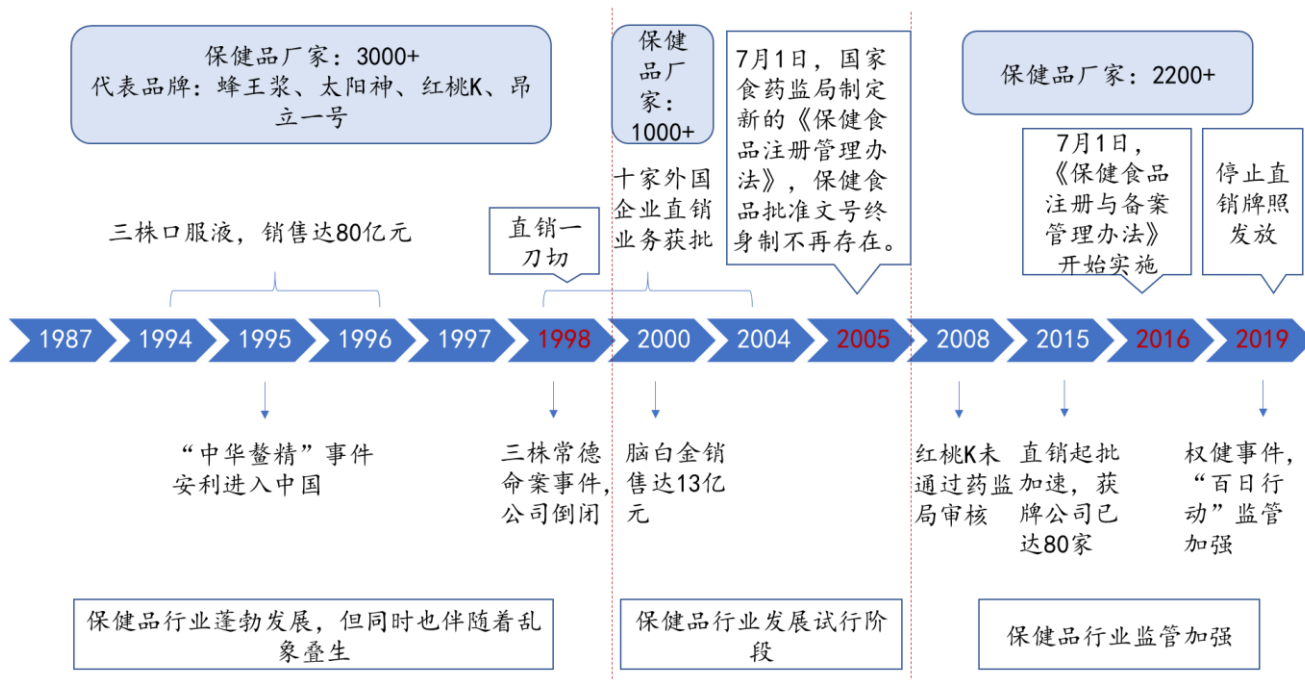 保健品厂家：3000+
代表品牌：蜂王浆、太阳神、红桃K、昂
立一号
保健
品厂
家：
1000+
7月1日，国家
食药监局制定
新的《保健食
品注册管理办
法》，保健食
品批准文号终
身制不再存在。
保健品厂家：2200+
三株口服液，销售达80亿元
直销一
刀切
十家外国
企业直销
业务获批
7月1日，
《保健食品
注册与备案
管理办法》
开始实施
停止直
销牌照
发放
1987 1994 1995 1996 1997 1998 2000 2004 2005 2008 2015 2016 2019
“中华鳌精”事件
安利进入中国
三株常德
命案事件，
公司倒闭
脑白金销
售达13亿
元
红桃K未
通过药监
局审核
直销起批
加速，获
牌公司已
达80家
权健事件，
“百日行
动”监管
加强
保健品行业蓬勃发展，但同时也伴随着乱
象叠生
保健品行业发展试行阶
段
保健品行业监管加强